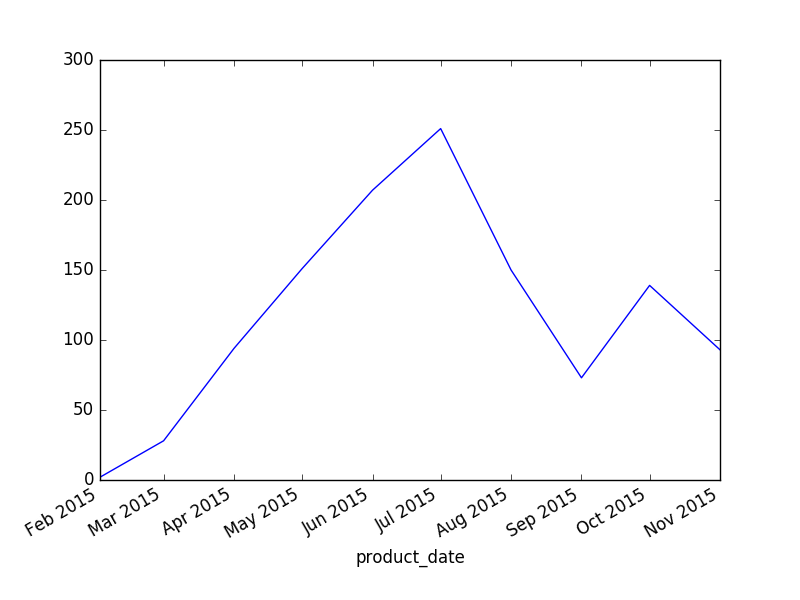 300
250
200
150
100
50
0
Feb 2015
Mar 2015
Apr 2015
May 2015
Jun 2015
Jul 2015
Aug 2015
Sep 2015
Oct 2015
Nov 2015
product_date